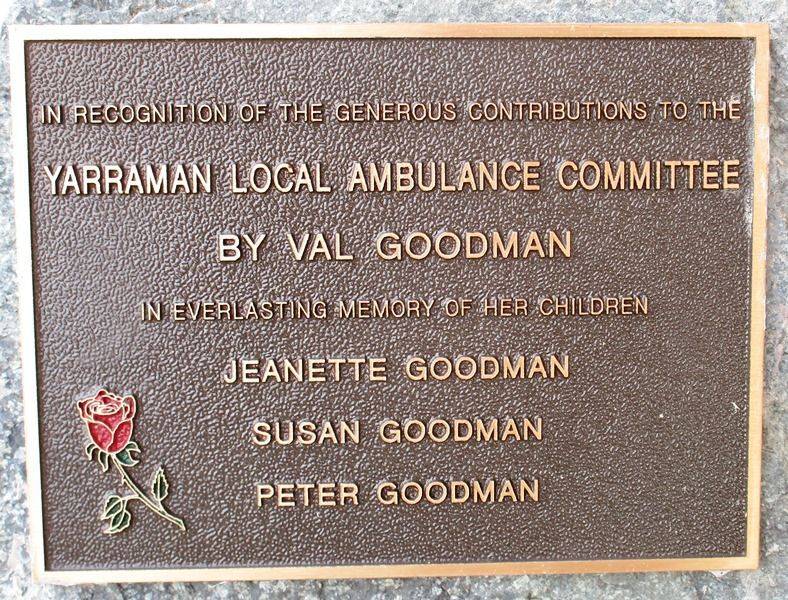 IN RECOGNITION OF THE GENEROUS CONTRIBUTIONS TO THE
YARRAMAN LOCAL AMBULANCE COMMITTEE
BY VAL GOODMAN
IN EVERLASTING MEMORY OF HER CHILDREN
JEANETTE GOODMAN
SUSAN GOODMAN
PETER GOODMAN